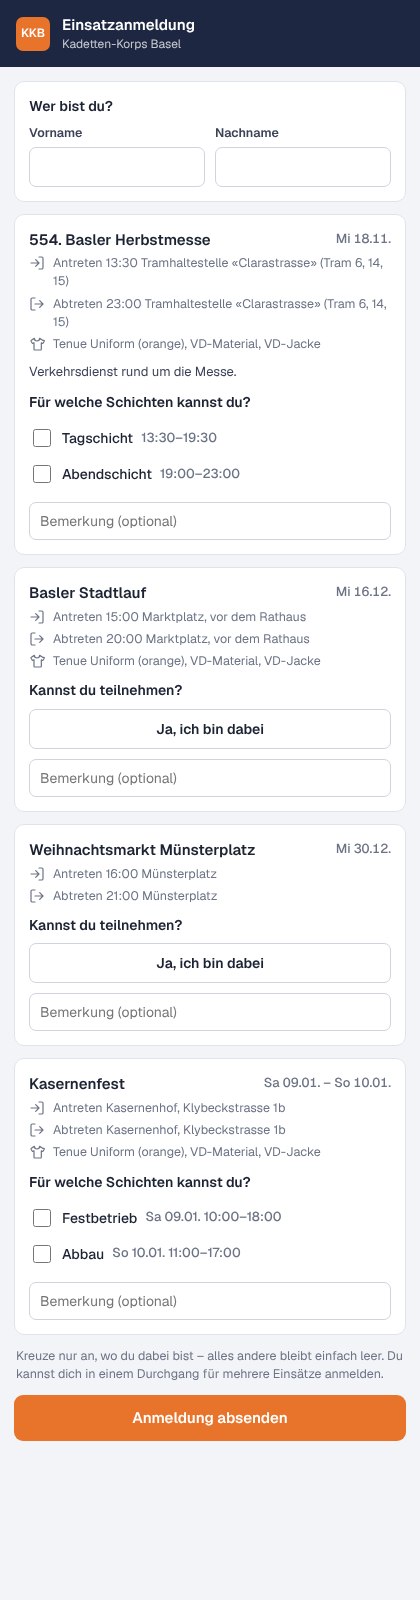 KKB
Einsatzanmeldung
Kadetten-Korps Basel
Wer bist du?
Vorname
Nachname
554. Basler Herbstmesse
Mi 18.11.
Antreten 13:30 Tramhaltestelle «Clarastrasse» (Tram 6, 14,
15)
Abtreten 23:00 Tramhaltestelle «Clarastrasse» (Tram 6, 14,
15)
Tenue Uniform (orange), VD-Material, VD-Jacke
Verkehrsdienst rund um die Messe.
Für welche Schichten kannst du?
Tagschicht 13:30–19:30
Abendschicht 19:00–23:00
Bemerkung (optional)
Basler Stadtlauf
Mi 16.12.
Antreten 15:00 Marktplatz, vor dem Rathaus
Abtreten 20:00 Marktplatz, vor dem Rathaus
Tenue Uniform (orange), VD-Material, VD-Jacke
Kannst du teilnehmen?
Ja, ich bin dabei
Bemerkung (optional)
Weihnachtsmarkt Münsterplatz
Mi 30.12.
Antreten 16:00 Münsterplatz
Abtreten 21:00 Münsterplatz
Kannst du teilnehmen?
Ja, ich bin dabei
Bemerkung (optional)
Kasernenfest
Sa 09.01. – So 10.01.
Antreten Kasernenhof, Klybeckstrasse 1b
Abtreten Kasernenhof, Klybeckstrasse 1b
Tenue Uniform (orange), VD-Material, VD-Jacke
Für welche Schichten kannst du?
Festbetrieb Sa 09.01. 10:00–18:00
Abbau So 10.01. 11:00–17:00
Bemerkung (optional)
Kreuze nur an, wo du dabei bist – alles andere bleibt einfach leer. Du
kannst dich in einem Durchgang für mehrere Einsätze anmelden.
Anmeldung absenden